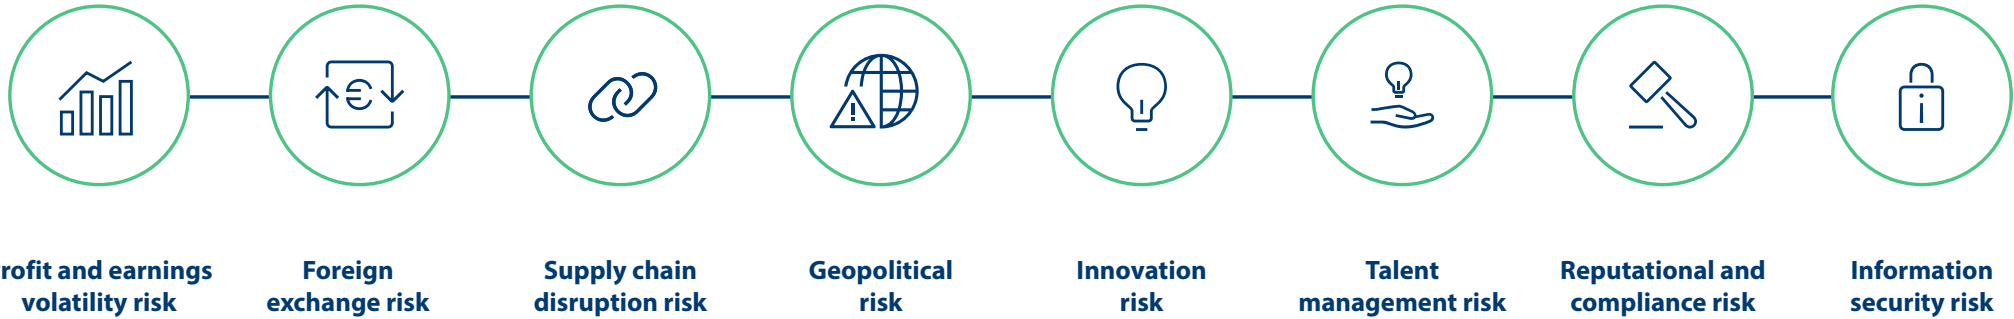 rofit and earnings
volatility risk
Foreign
exchange risk
Supply chain
disruption risk
Geopolitical
risk
Innovation
risk
Talent
management risk
Reputational and
compliance risk
Information
security risk